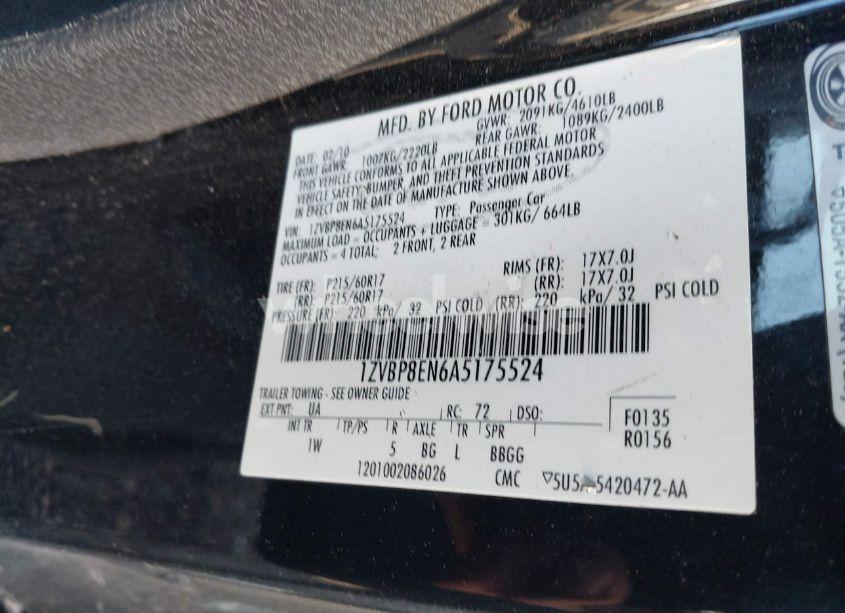 MFD. BY FORD MOTOR CO.
DATE: 02/10 GVWR: 2091KG/4610LB
FRONT GAWR: 1007KG/2220LB REAR GAWR: 1089KG/2400LB
THIS VEHICLE CONFORMS TO ALL APPLICABLE FEDERAL MOTOR
VEHICLE SAFETY, BUMPER, AND THEFT PREVENTION STANDARDS
IN EFFECT ON THE DATE OF MANUFACTURE SHOWN ABOVE.
VIN: 1ZVBP8EN6A5175524 TYPE: Passenger Car
MAXIMUM LOAD = OCCUPANTS + LUGGAGE = 301KG/ 664LB
OCCUPANTS = 4 TOTAL; 2 FRONT, 2 REAR
TIRE (FR): P215/60R17 RIMS (FR): 17X7.0J
(RR): P215/60R17 (RR): 17X7.0J
PRESSURE (FR): 220 kPa/ 32 PSI COLD (RR): 220 kPa/ 32 PSI COLD
1ZVBP8EN6A5175524
TRAILER TOWING - SEE OWNER GUIDE
EXT PNT: UA RC: 72 DSO: F0135
INT TR TP/PS R AXLE TR SPR R0156
1W 5 BG L BBGG
1201002086026 CMC ▽5U5 5420472-AA